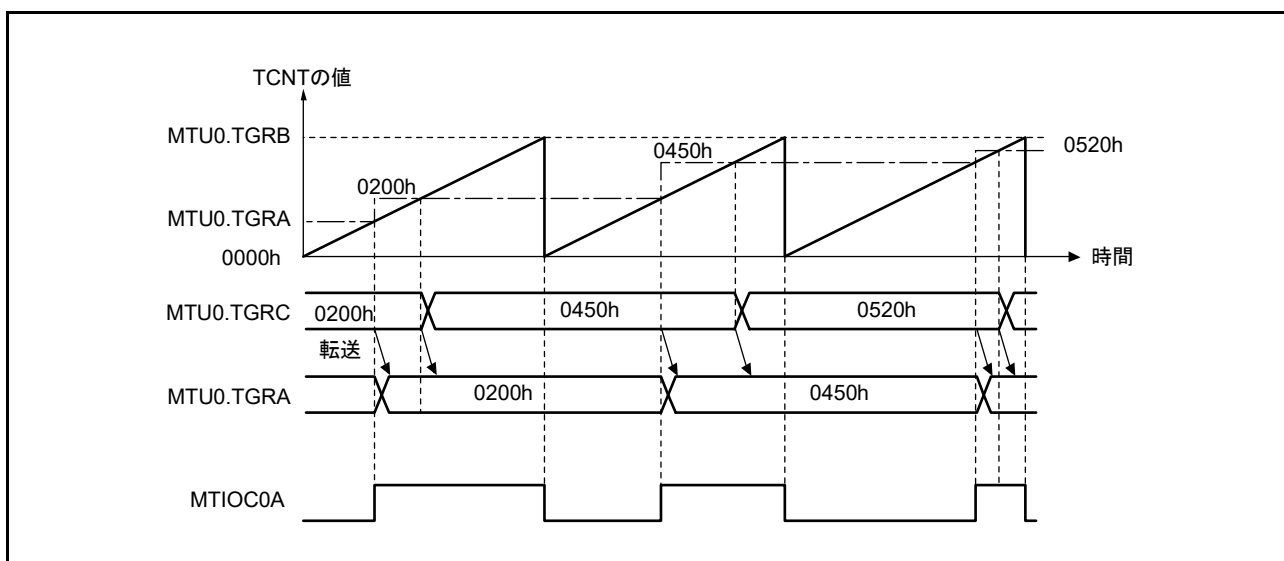 TCNTの値
MTU0.TGRB
0450h
0520h
0200h
MTU0.TGRA
0000h
時間
MTU0.TGRC
0200h
0450h
0520h
転送
MTU0.TGRA
0200h
0450h
MTIOC0A